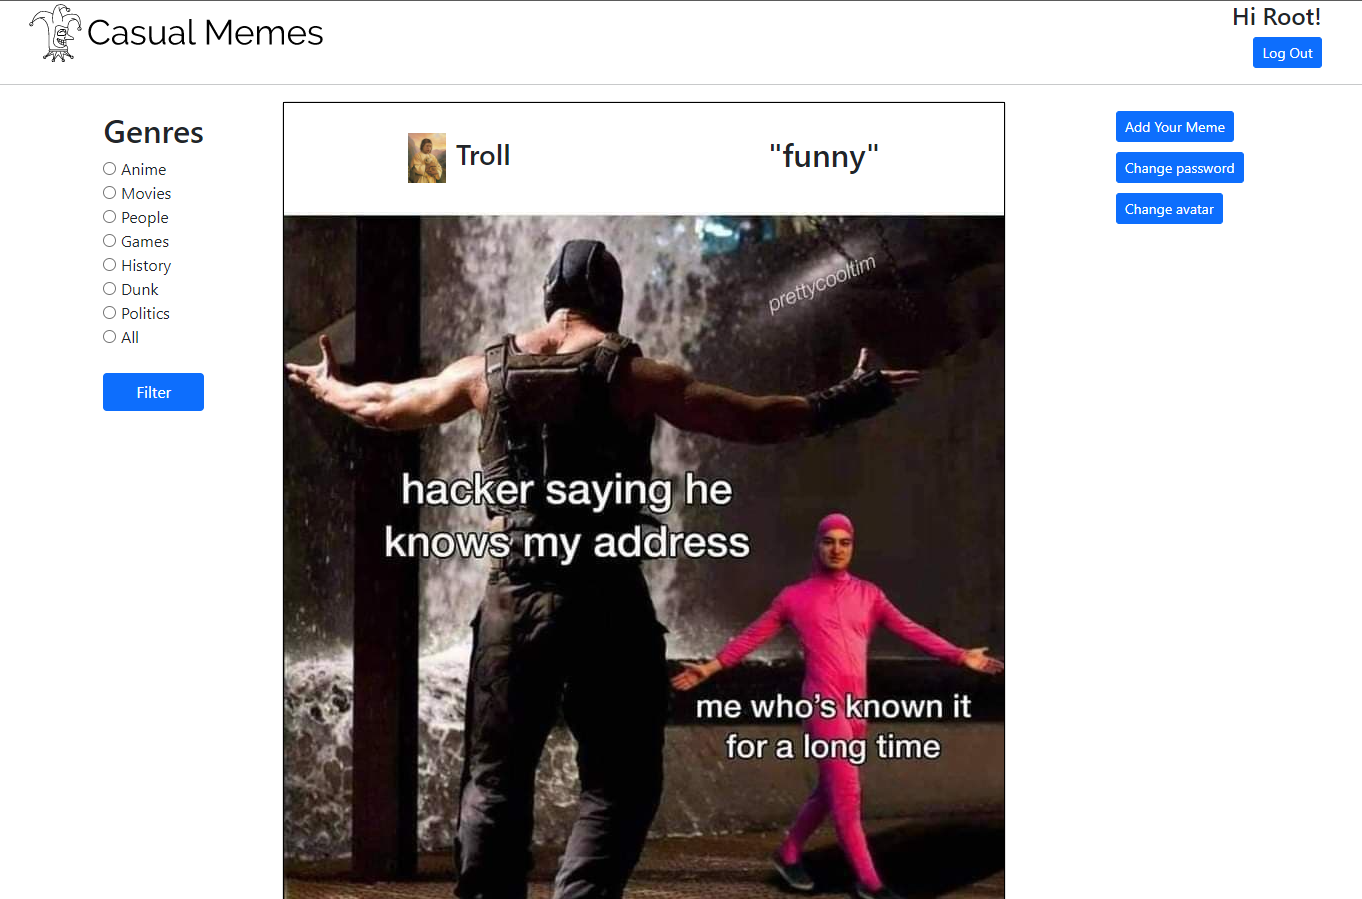 Casual Memes
Hi Root!
Log Out
Genres
Anime
Movies
People
Games
History
Dunk
Politics
All
Filter
Troll
"funny"
Add Your Meme
Change password
Change avatar
prettycooltim
hacker saying he
knows my address
me who's known it
for a long time